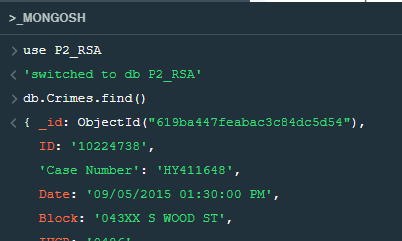 >_MONGOSH
> use P2_RSA
< 'switched to db P2_RSA'
> db.Crimes.find()
< { _id: ObjectId("619ba447feabac3c84dc5d54"),
ID: '10224738',
'Case Number': 'HY411648',
Date: '09/05/2015 01:30:00 PM',
Block: '043XX S WOOD ST',